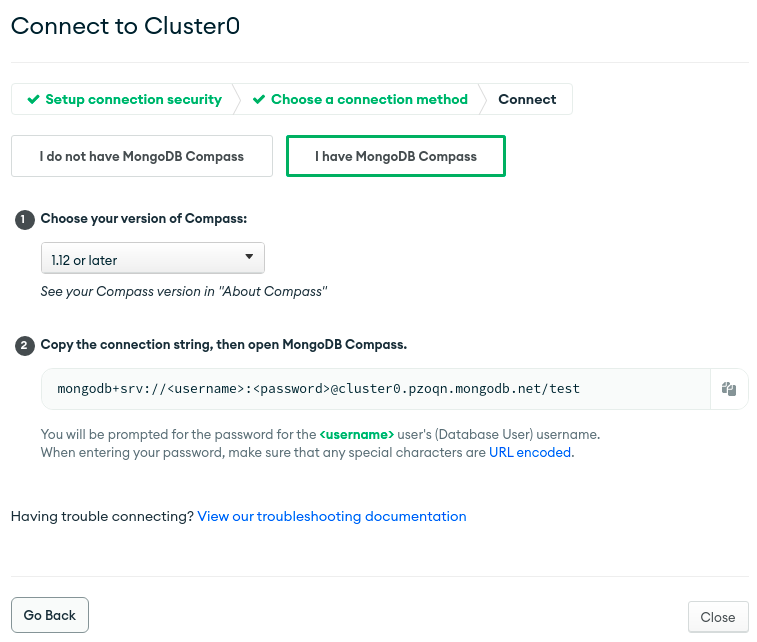 Connect to Cluster0
Setup connection security
Choose a connection method
Connect
I do not have MongoDB Compass
I have MongoDB Compass
1 Choose your version of Compass:
1.12 or later
See your Compass version in "About Compass"
2 Copy the connection string, then open MongoDB Compass.
mongodb+srv://<username>:<password>@cluster0.pzoqn.mongodb.net/test
You will be prompted for the password for the <username> user's (Database User) username.
When entering your password, make sure that any special characters are URL encoded.
Having trouble connecting? View our troubleshooting documentation
Go Back
Close